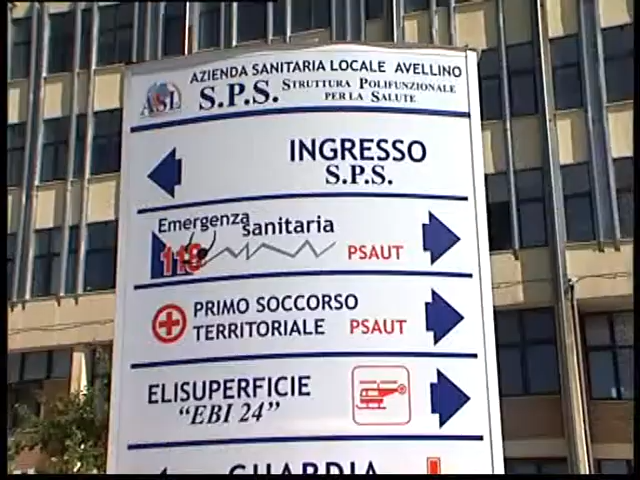 AZIENDA SANITARIA LOCALE AVELLINO
ASL S.P.S. STRUTTURA POLIFUNZIONALE
PER LA SALUTE
INGRESSO
S.P.S.
Emergenza
Sanitaria
118 PSAUT
PRIMO SOCCORSO
TERRITORIALE PSAUT
ELISUPERFICIE
"EBI 24"
GUARDIA